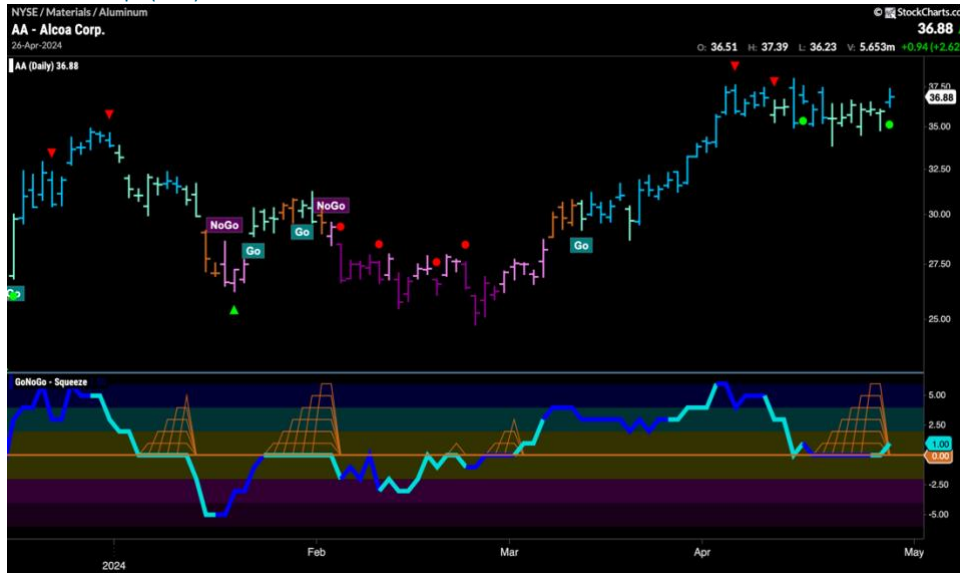 NYSE / Materials / Aluminum
© StockCharts.co
AA - Alcoa Corp.
36.88
26-Apr-2024
O: 36.51 H: 37.39 L: 36.23 V: 5.653m +0.94 (+2.62
AA (Daily) 36.88
37.50
36.88
35.00
32.50
NoGo
30.00
NoGo
Go
Go
Go
27.50
25.00
GoNoGo - Squeeze
5.00
2.50
1.00
0.00
-2.50
-5.00
Feb
Mar
Apr
May
2024